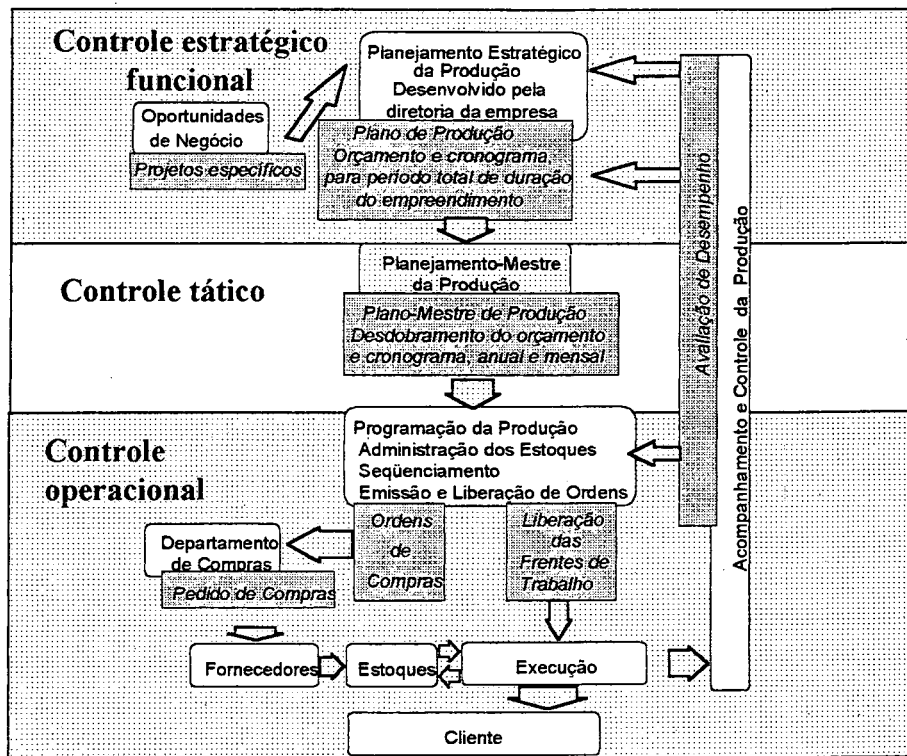 Controle estratégico
funcional
Planejamento Estratégico
da Produção
Desenvolvido pela
diretoria da empresa
Oportunidades
de Negócio
Projetos específicos
Plano de Produção
Orçamento e cronograma,
para período total de duração
do empreendimento
Controle tático
Planejamento-Mestre
da Produção
Plano-Mestre de Produção
Desdobramento do orçamento
e cronograma, anual e mensal
Avaliação de Desempenho
Acompanhamento e Controle da Produção
Controle
operacional
Programação da Produção
Administração dos Estoques
Seqüenciamento
Emissão e Liberação de Ordens
Departamento
de Compras
Pedido de Compras
Ordens
de
Compras
Liberação
das
Frentes de
Trabalho
Fornecedores
Estoques
Execução
Cliente